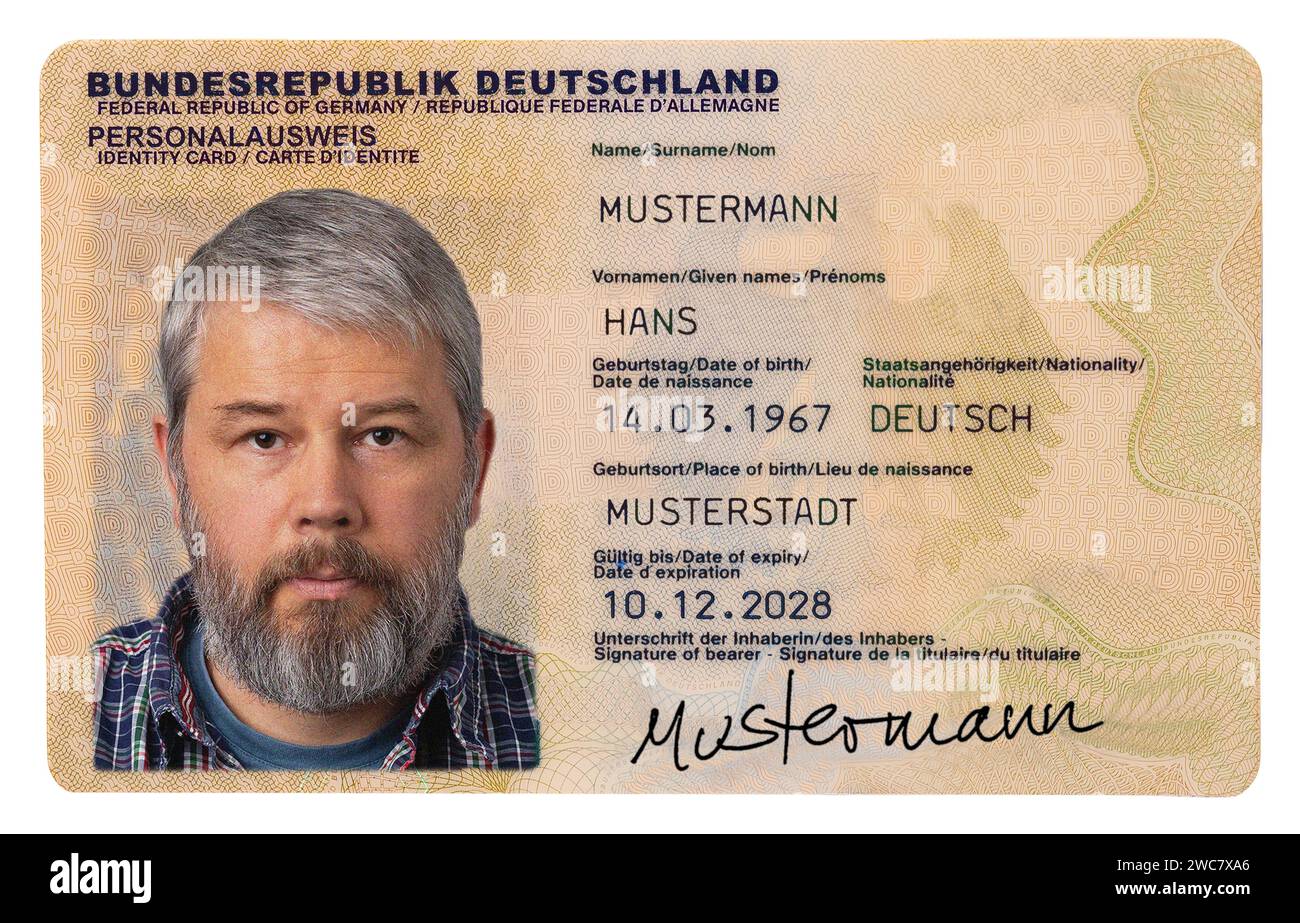 BUNDESREPUBLIK DEUTSCHLAND
FEDERAL REPUBLIC OF GERMANY / REPUBLIQUE FEDERALE D'ALLEMAGNE
PERSONALAUSWEIS
IDENTITY CARD / CARTE D'IDENTITE
Name/Surname/Nom
MUSTERMANN
Vornamen/Given names/Prénoms
HANS
Geburtstag/Date of birth/
Date de naissance
14.03.1967
Staatsangehörigkeit/Nationality/
Nationalité
DEUTSCH
Geburtsort/Place of birth/Lieu de naissance
MUSTERSTADT
Gültig bis/Date of expiry/
Date d'expiration
10.12.2028
Unterschrift der Inhaberin/des Inhabers -
Signature of bearer - Signature de la titulaire/du titulaire
Mustermann
alamy
alamy
alamy
alamy
alamy
Image ID: 2WC7XA6
www.alamy.com